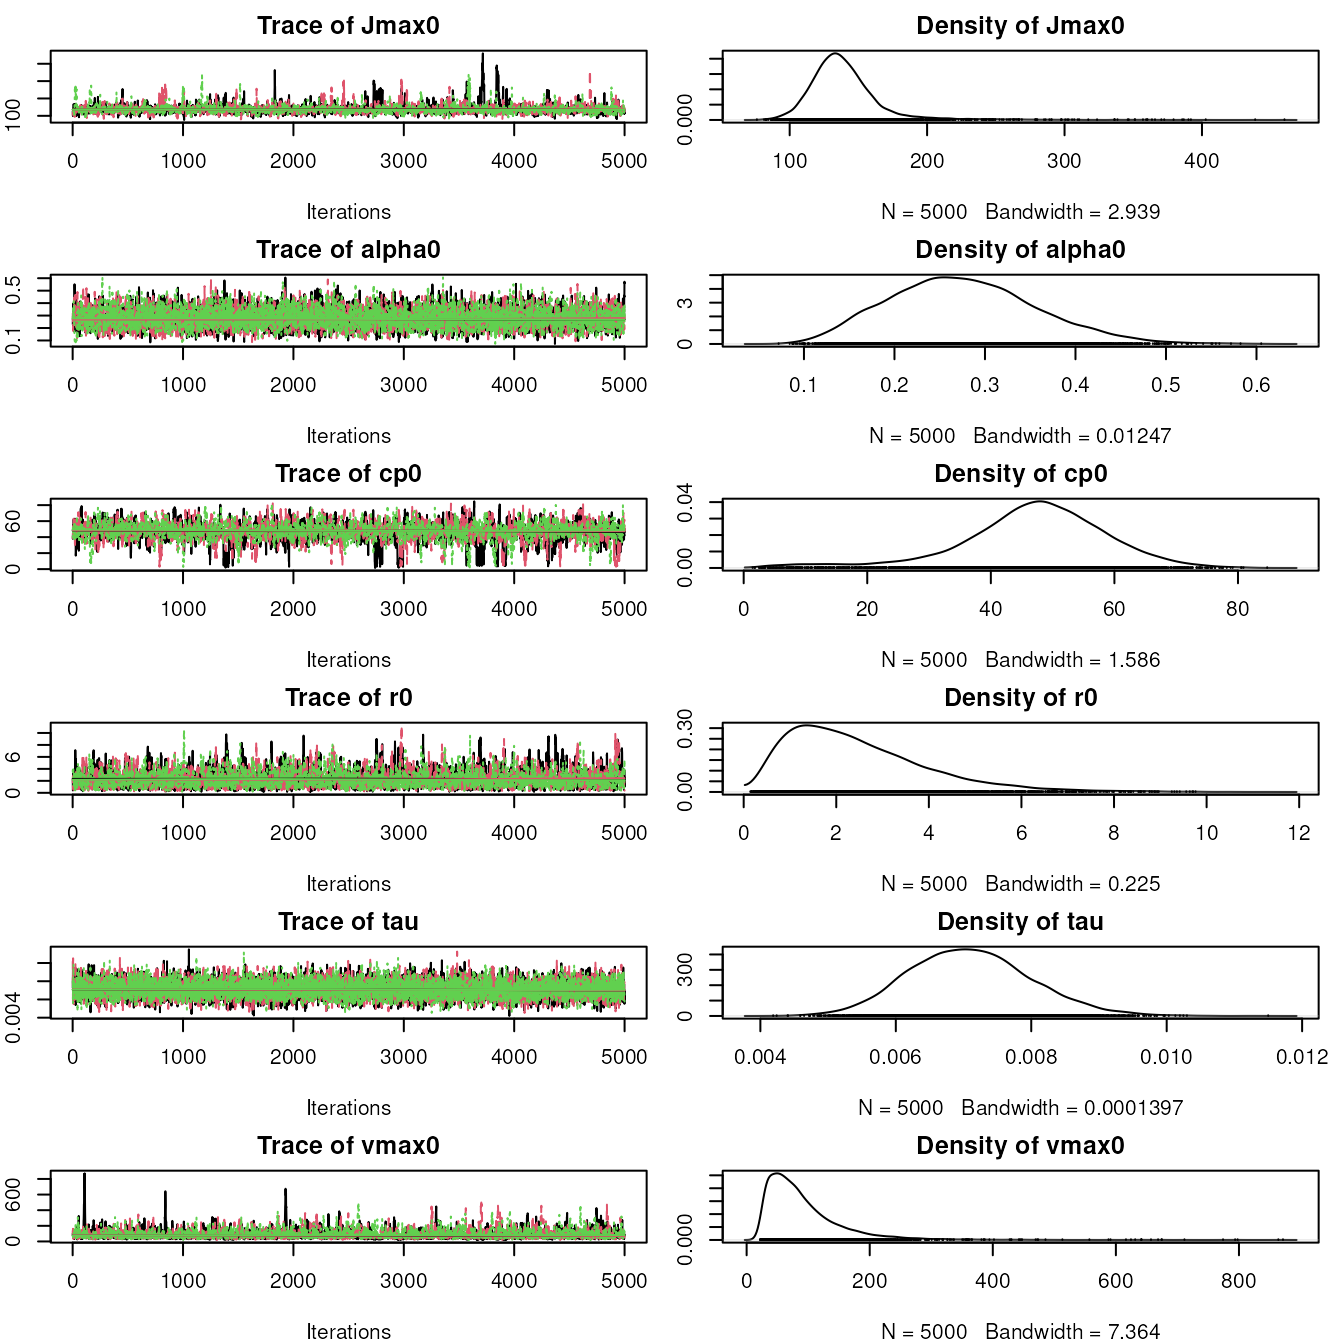 Trace of Jmax0
Density of Jmax0
100
0.000
0 1000 2000 3000 4000 5000
100 200 300 400
Iterations
N = 5000 Bandwidth = 2.939
Trace of alpha0
Density of alpha0
0.1 0.5
0 3
0 1000 2000 3000 4000 5000
0.1 0.2 0.3 0.4 0.5 0.6
Iterations
N = 5000 Bandwidth = 0.01247
Trace of cp0
Density of cp0
0 60
0.00 0.04
0 1000 2000 3000 4000 5000
0 20 40 60 80
Iterations
N = 5000 Bandwidth = 1.586
Trace of r0
Density of r0
0 6
0.00 0.30
0 1000 2000 3000 4000 5000
0 2 4 6 8 10 12
Iterations
N = 5000 Bandwidth = 0.225
Trace of tau
Density of tau
0.004
0 300
0 1000 2000 3000 4000 5000
0.004 0.006 0.008 0.010 0.012
Iterations
N = 5000 Bandwidth = 0.0001397
Trace of vmax0
Density of vmax0
0 600
0.000
0 1000 2000 3000 4000 5000
0 200 400 600 800
Iterations
N = 5000 Bandwidth = 7.364